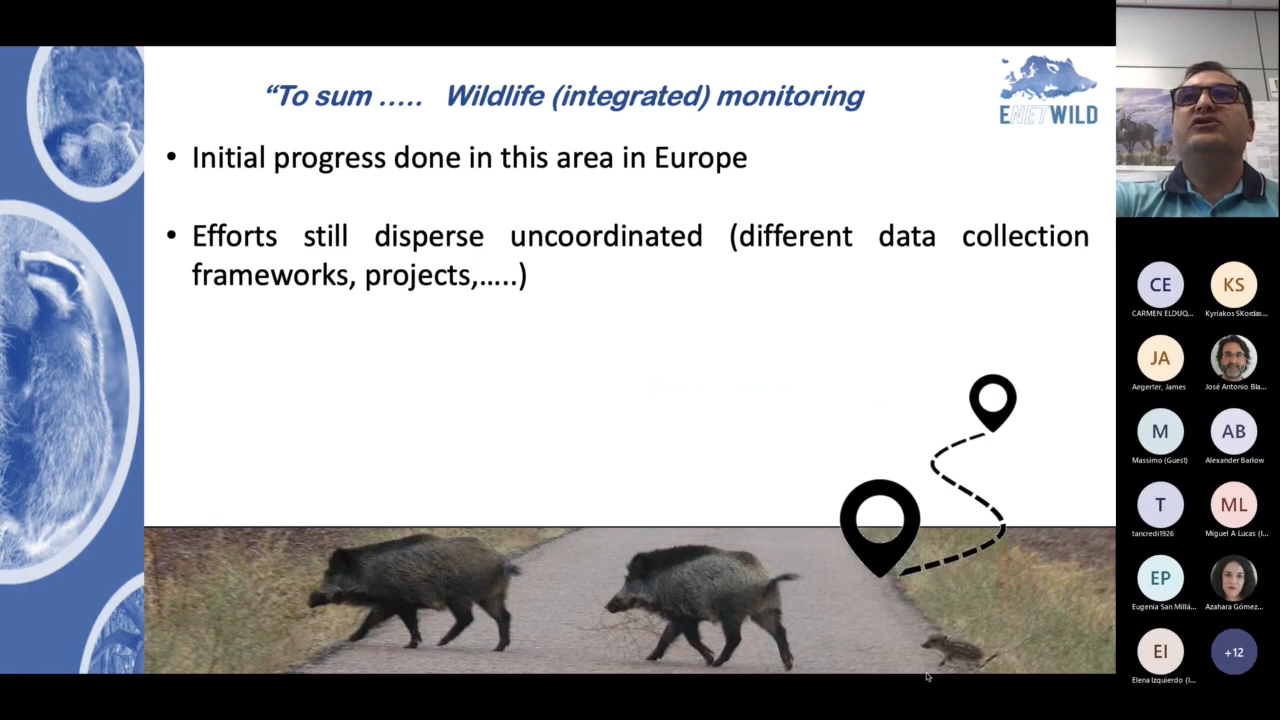 “To sum ..... Wildlife (integrated) monitoring
ENETWILD
• Initial progress done in this area in Europe
• Efforts still disperse uncoordinated (different data collection
frameworks, projects,.....)
CE
CARMEN ELDUQ...
KS
Kyriakos SKordas...
JA
Aegerter, James
José Antonio Bla...
M
Massimo (Guest)
AB
Alexander Barlow
T
tancredi1926
ML
Miguel A Lucas (I...
EP
Eugenia San Millá...
Azahara Gómez...
EI
Elena Izquierdo (I...
+12